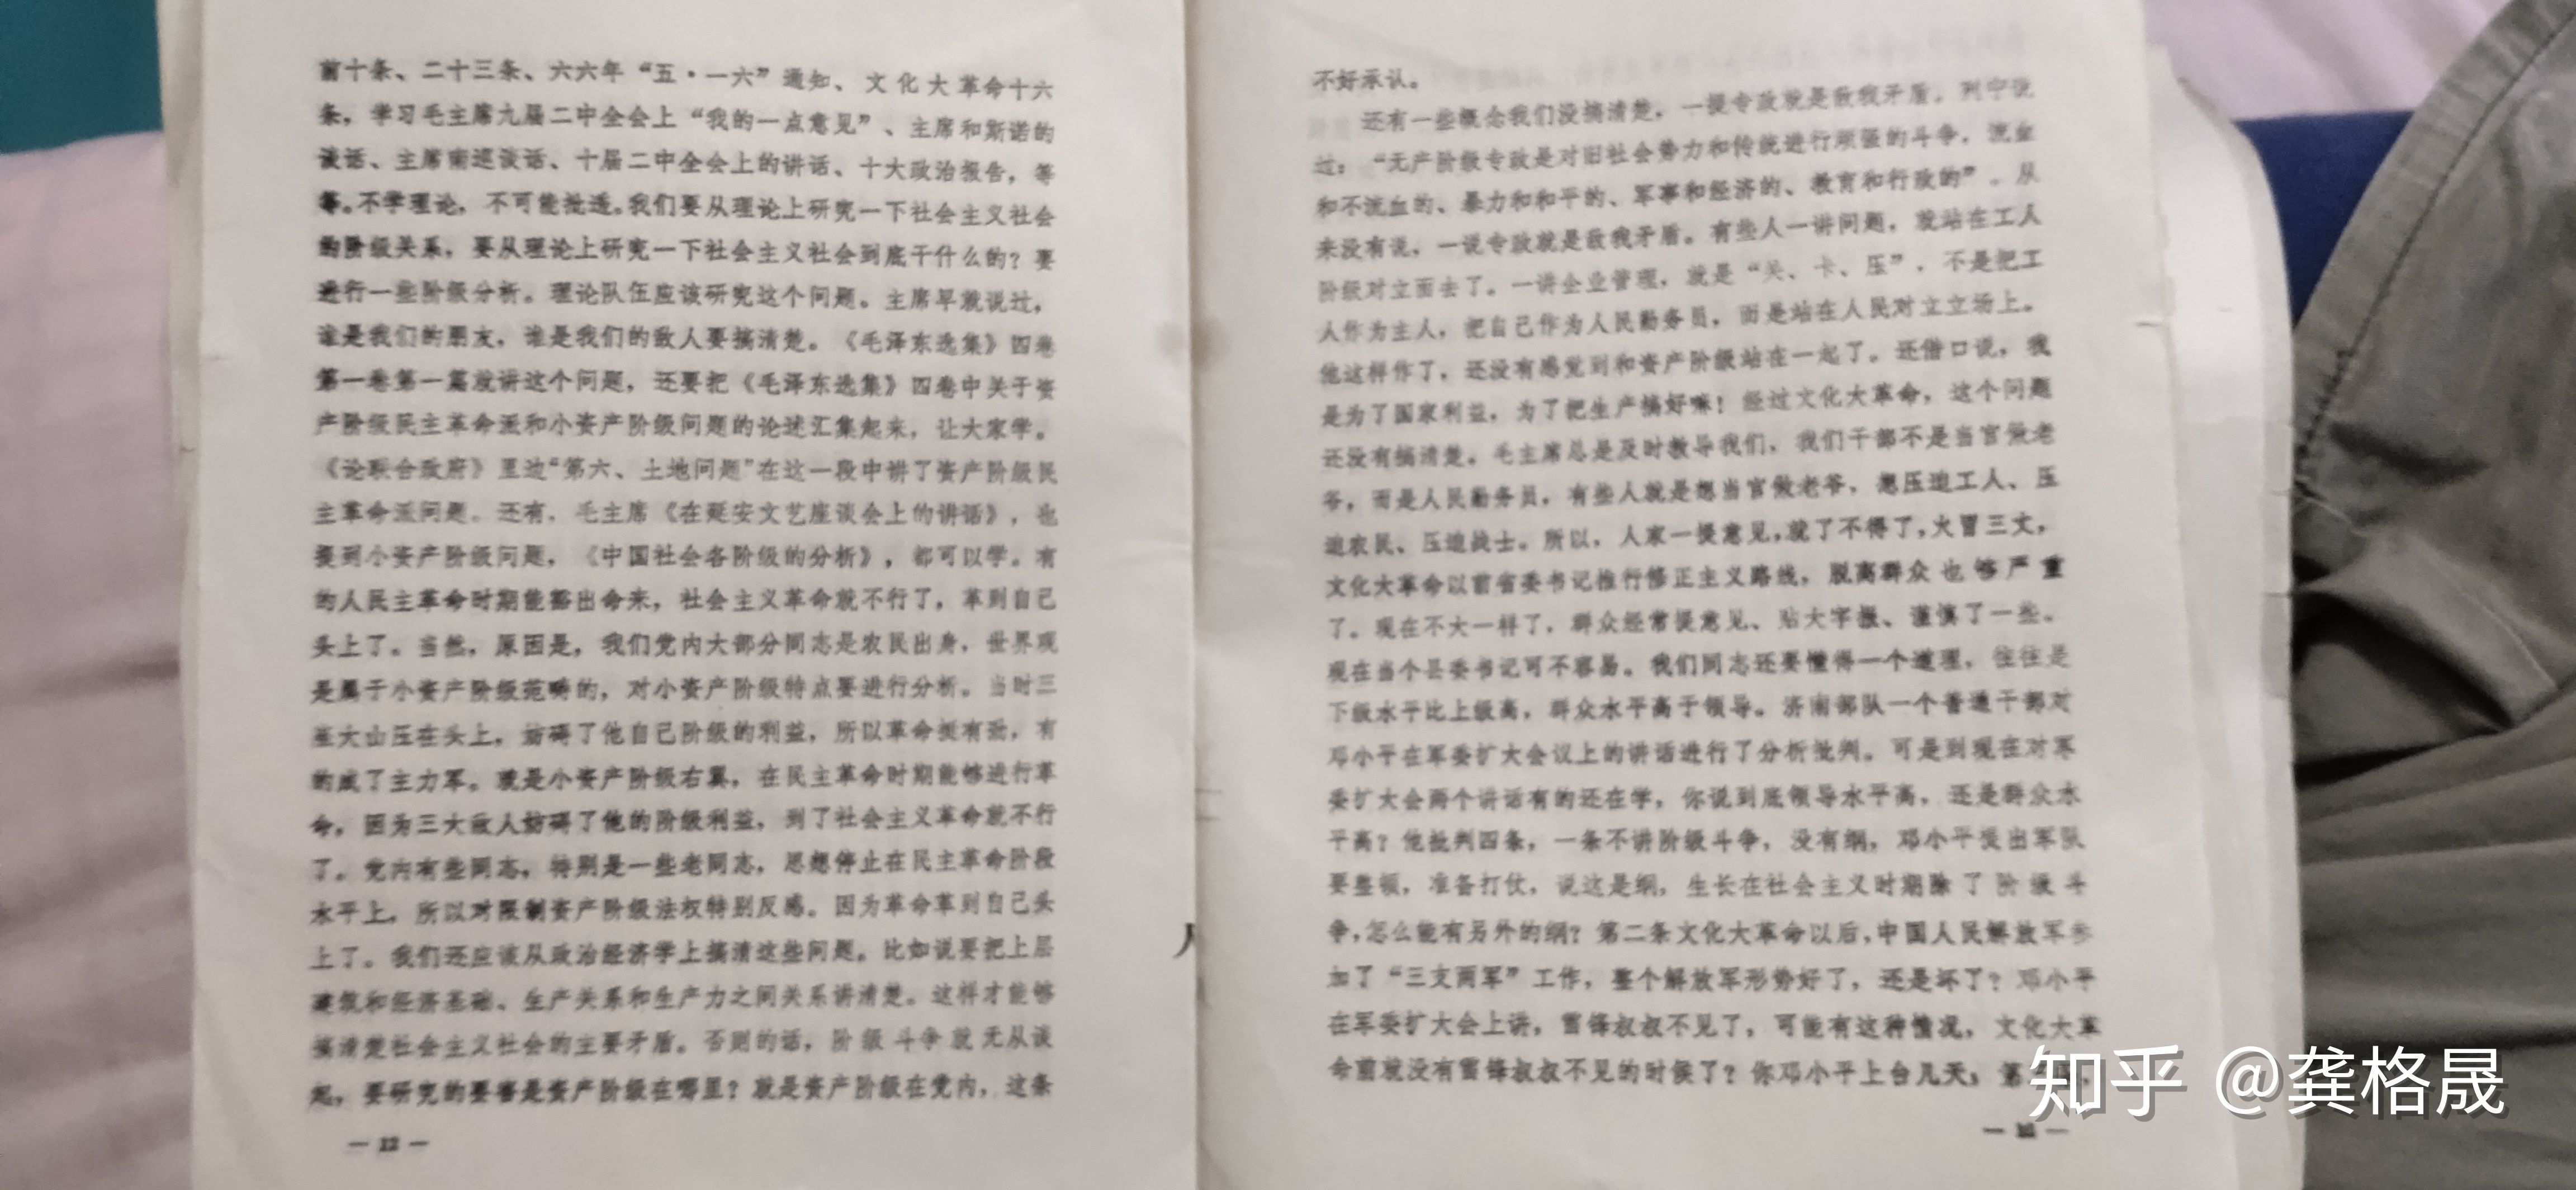 前十条、二十三条、六六年“五·一六”通知、文化大革命十六
条，学习毛主席九届二中全会上“我的一点意见”、主席和斯诺的
谈话、主席南巡谈话、十届二中全会上的讲话、十大政治报告，等
等。不学理论，不可能批透。我们要从理论上研究一下社会主义社会
的阶级关系，要从理论上研究一下社会主义社会到底干什么的？要
进行一些阶级分析。理论队伍应该研究这个问题。主席早就说过，
谁是我们的朋友，谁是我们的敌人要搞清楚。《毛泽东选集》四卷
第一卷第一篇就讲这个问题，还要把《毛泽东选集》四卷中关于资
产阶级民主革命派和小资产阶级问题的论述汇集起来，让大家学。
《论联合政府》里边“第六、土地问题”在这一段中讲了资产阶级民
主革命派问题。还有，毛主席《在延安文艺座谈会上的讲话》，也
提到小资产阶级问题，《中国社会各阶级的分析》，都可以学。有
的人民主革命时期能豁出命来，社会主义革命就不行了，革到自己
头上了。当然，原因是，我们党内大部分同志是农民出身，世界观
是属于小资产阶级范畴的，对小资产阶级特点要进行分析。当时三
座大山压在头上，妨碍了他自己阶级的利益，所以革命挺有劲，有
的成了主力军。就是小资产阶级右翼，在民主革命时期能够进行革
命，因为三大敌人妨碍了他的阶级利益，到了社会主义革命就不行
了。党内有些同志，特别是一些老同志，思想停止在民主革命阶段
水平上，所以对限制资产阶级法权特别反感。因为革命革到自己头
上了。我们还应该从政治经济学上搞清这些问题。比如说要把上层
建筑和经济基础、生产关系和生产力之间关系讲清楚。这样才能够
搞清楚社会主义社会的主要矛盾。否则的话，阶级斗争就无从谈
起，要研究的要害是资产阶级在哪里？就是资产阶级在党内，这条
— 12 —
不好承认。
还有一些概念我们没搞清楚，一提专政就是敌我矛盾。列宁说
过：“无产阶级专政是对旧社会势力和传统进行顽强的斗争，流血
和不流血的、暴力和和平的、军事和经济的、教育和行政的”。从
来没有说，一说专政就是敌我矛盾。有些人一讲问题，就站在工人
阶级对立面去了。一讲企业管理，就是“关、卡、压”，不是把工
人作为主人，把自己作为人民勤务员，而是站在人民对立立场上。
他这样作了，还没有感觉到和资产阶级站在一起了。还借口说，我
是为了国家利益，为了把生产搞好嘛！经过文化大革命，这个问题
还没有搞清楚。毛主席总是及时教导我们，我们干部不是当官做老
爷，而是人民勤务员，有些人就是想当官做老爷，想压迫工人、压
迫农民、压迫战士。所以，人家一提意见，就了不得了，火冒三丈，
文化大革命以前省委书记推行修正主义路线，脱离群众也够严重
了。现在不大一样了，群众经常提意见、贴大字报、谨慎了一些。
现在当个县委书记可不容易。我们同志还要懂得一个道理，往往是
下级水平比上级高，群众水平高于领导。济南部队一个普通干部对
邓小平在军委扩大会议上的讲话进行了分析批判。可是到现在对军
委扩大会两个讲话有的还在学，你说到底领导水平高，还是群众水
平高？他批判四条，一条不讲阶级斗争，没有纲，邓小平提出军队
要整顿，准备打仗，说这是纲，生长在社会主义时期除了阶级斗
争，怎么能有另外的纲？第二条文化大革命以后，中国人民解放军参
加了“三支两军”工作，整个解放军形势好了，还是坏了？邓小平
在军委扩大会上讲，雷锋叔叔不见了，可能有这种情况，文化大革
命前就没有雷锋叔叔不见的时候了？你邓小平上台几天，第
知乎 @龚格晟